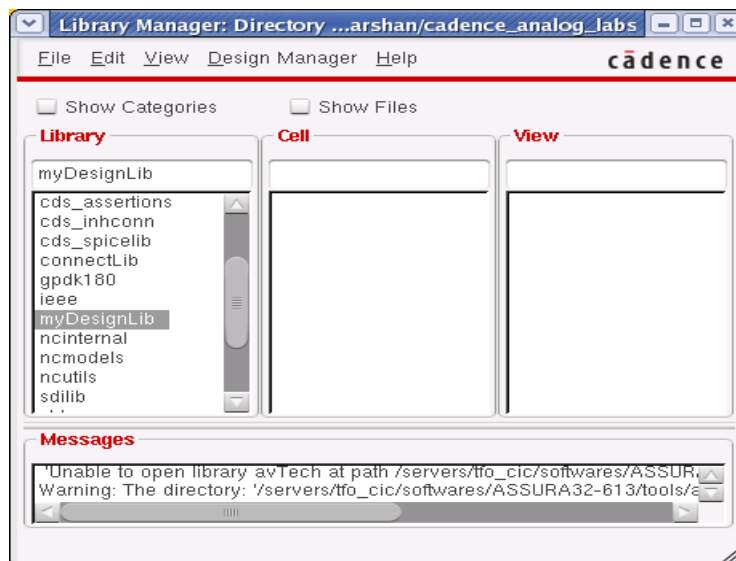 Library Manager: Directory ...arshan/cadence_analog_labs
File Edit View Design Manager Help
cādence
Show Categories Show Files
Library Cell View
myDesignLib
cds_assertions
cds_inhconn
cds_spicelib
connectLib
gpdk180
ieee
myDesignLib
ncinternal
ncmodels
ncutils
sdilib
Messages
'Unable to open library avTech at path /servers/tfo_cic/softwares/ASSUR
Warning: The directory: '/servers/tfo_cic/softwares/ASSURA32-613/tools/a